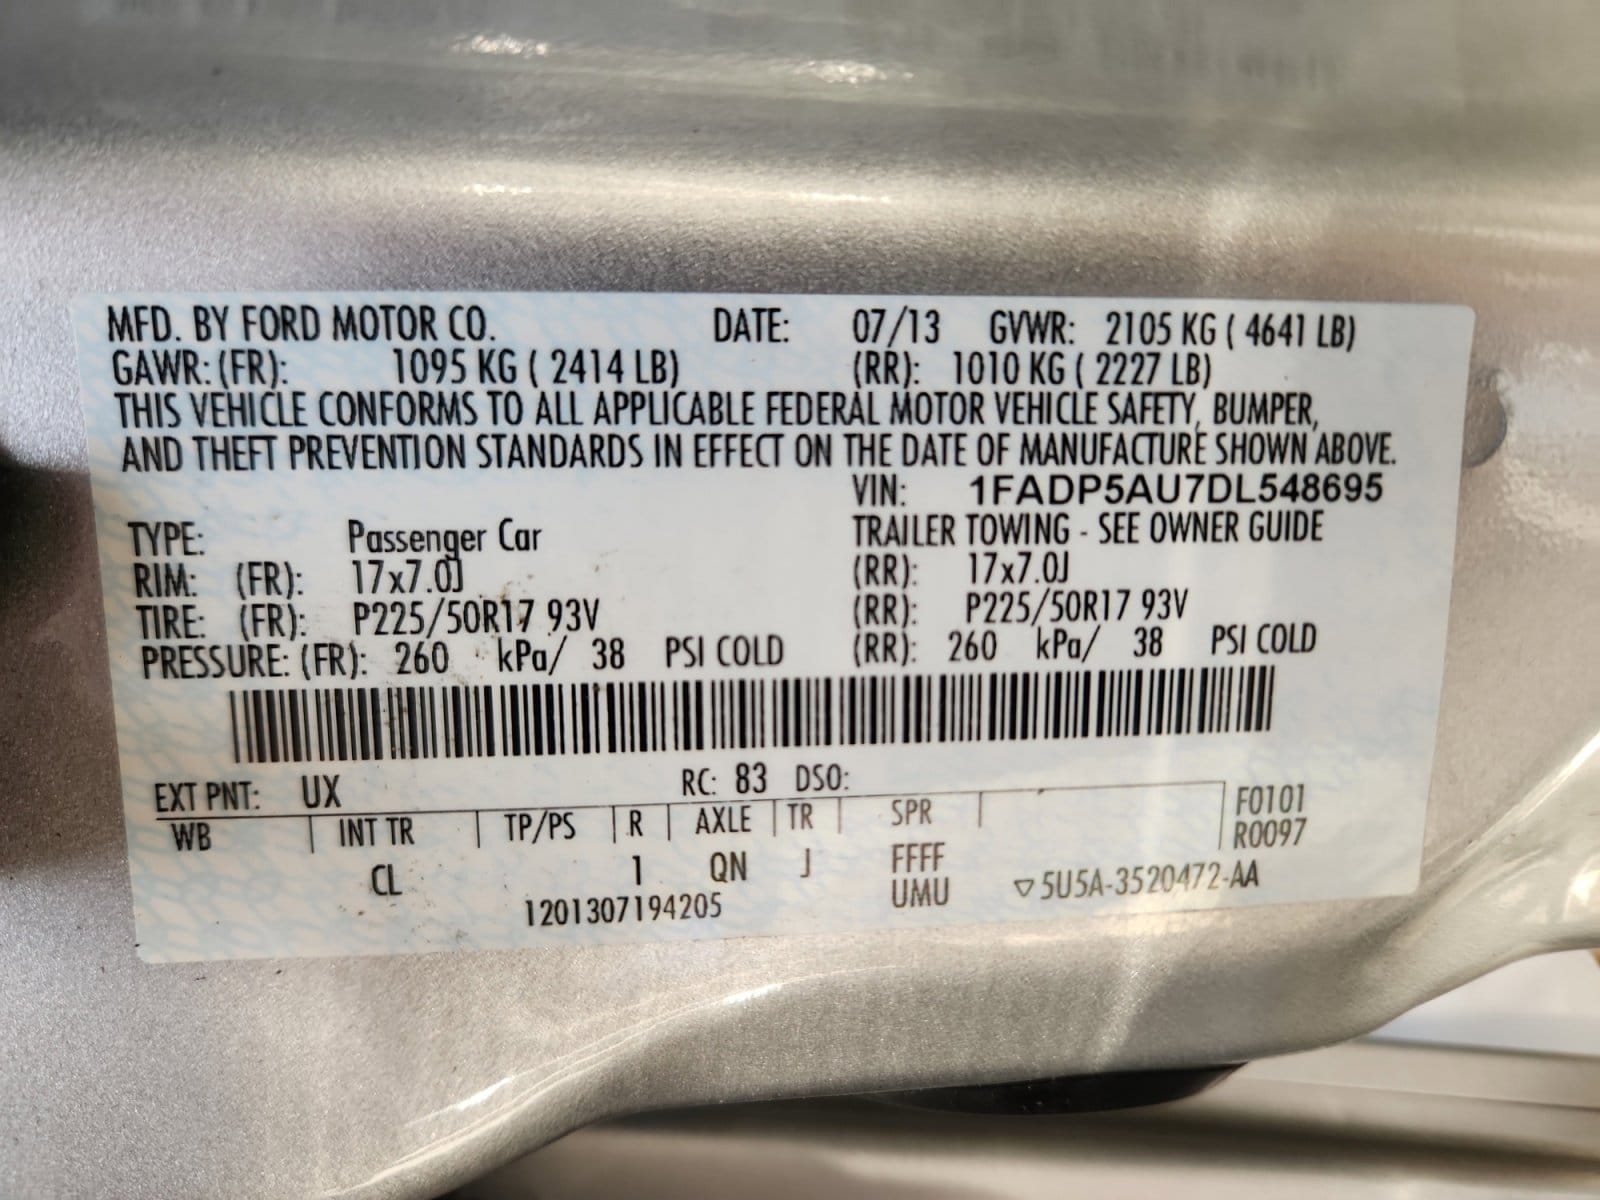 MFD. BY FORD MOTOR CO. DATE: 07/13 GVWR: 2105 KG ( 4641 LB)
GAWR: (FR): 1095 KG ( 2414 LB) (RR): 1010 KG ( 2227 LB)
THIS VEHICLE CONFORMS TO ALL APPLICABLE FEDERAL MOTOR VEHICLE SAFETY, BUMPER,
AND THEFT PREVENTION STANDARDS IN EFFECT ON THE DATE OF MANUFACTURE SHOWN ABOVE.
VIN: 1FADP5AU7DL548695
TYPE: Passenger Car TRAILER TOWING - SEE OWNER GUIDE
RIM: (FR): 17x7.0J (RR): 17x7.0J
TIRE: (FR): P225/50R17 93V (RR): P225/50R17 93V
PRESSURE: (FR): 260 kPa/ 38 PSI COLD (RR): 260 kPa/ 38 PSI COLD
EXT PNT: UX RC: 83 DSO: F0101
WB INT TR TP/PS R AXLE TR SPR R0097
CL 1 QN J FFFF
1201307194205 UMU ▽5U5A-3520472-AA